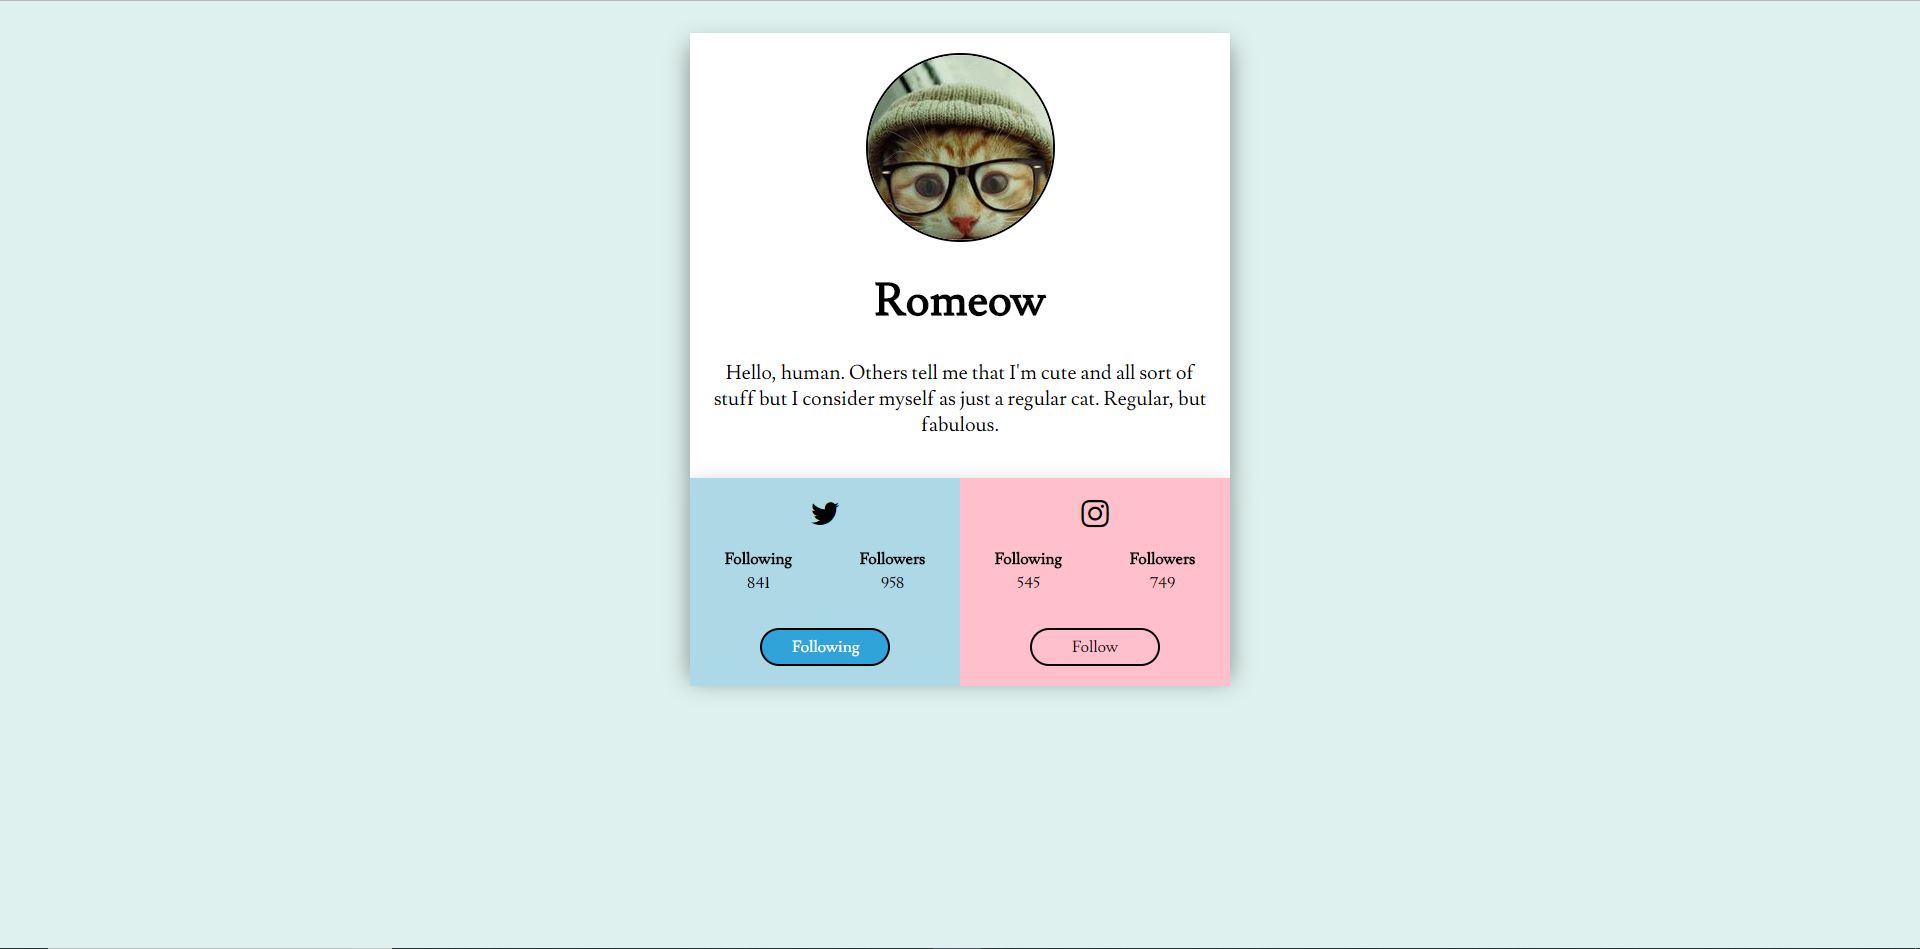 Romeow
Hello, human. Others tell me that I'm cute and all sort of
stuff but I consider myself as just a regular cat. Regular, but
fabulous.
Following Followers
841 958
Following
Following Followers
545 749
Follow